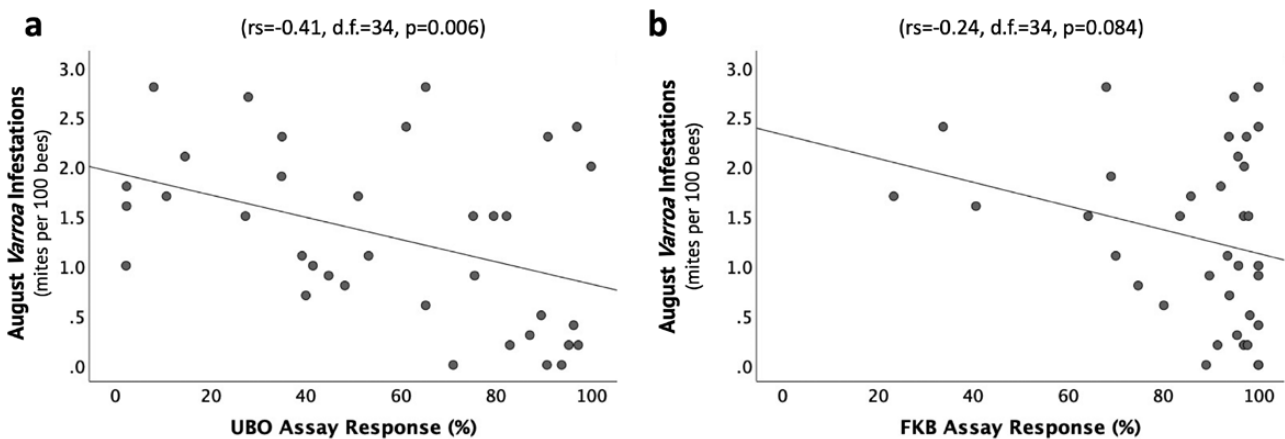 a
(rs=-0.41, d.f.=34, p=0.006)
August Varroa Infestations
(mites per 100 bees)
3.0
2.5
2.0
1.5
1.0
.5
.0
0 20 40 60 80 100
UBO Assay Response (%)
b
(rs=-0.24, d.f.=34, p=0.084)
August Varroa Infestations
(mites per 100 bees)
3.0
2.5
2.0
1.5
1.0
.5
.0
0 20 40 60 80 100
FKB Assay Response (%)